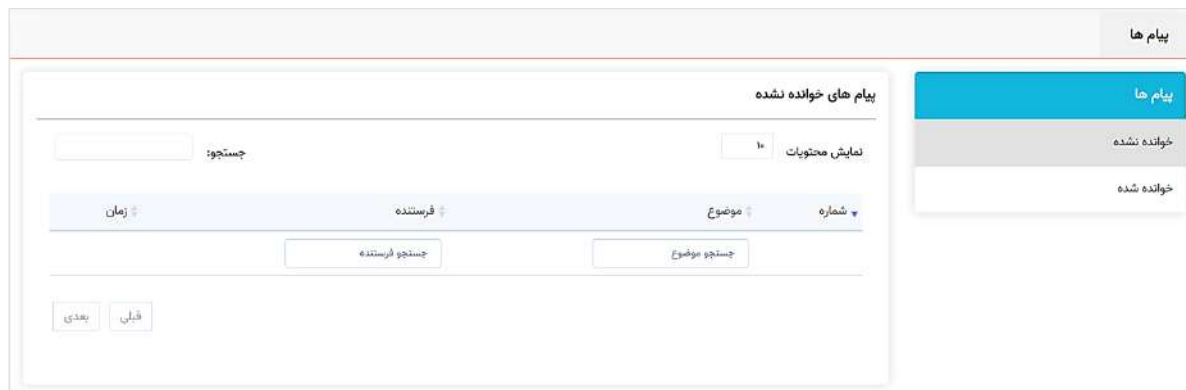 پیام ها
پیام ها
خوانده نشده
خوانده شده
پیام های خوانده نشده
نمایش محتویات ۱۰ جستجو:
شماره موضوع فرستنده زمان
جستجو موضوع جستجو فرستنده
قبلی بعدی